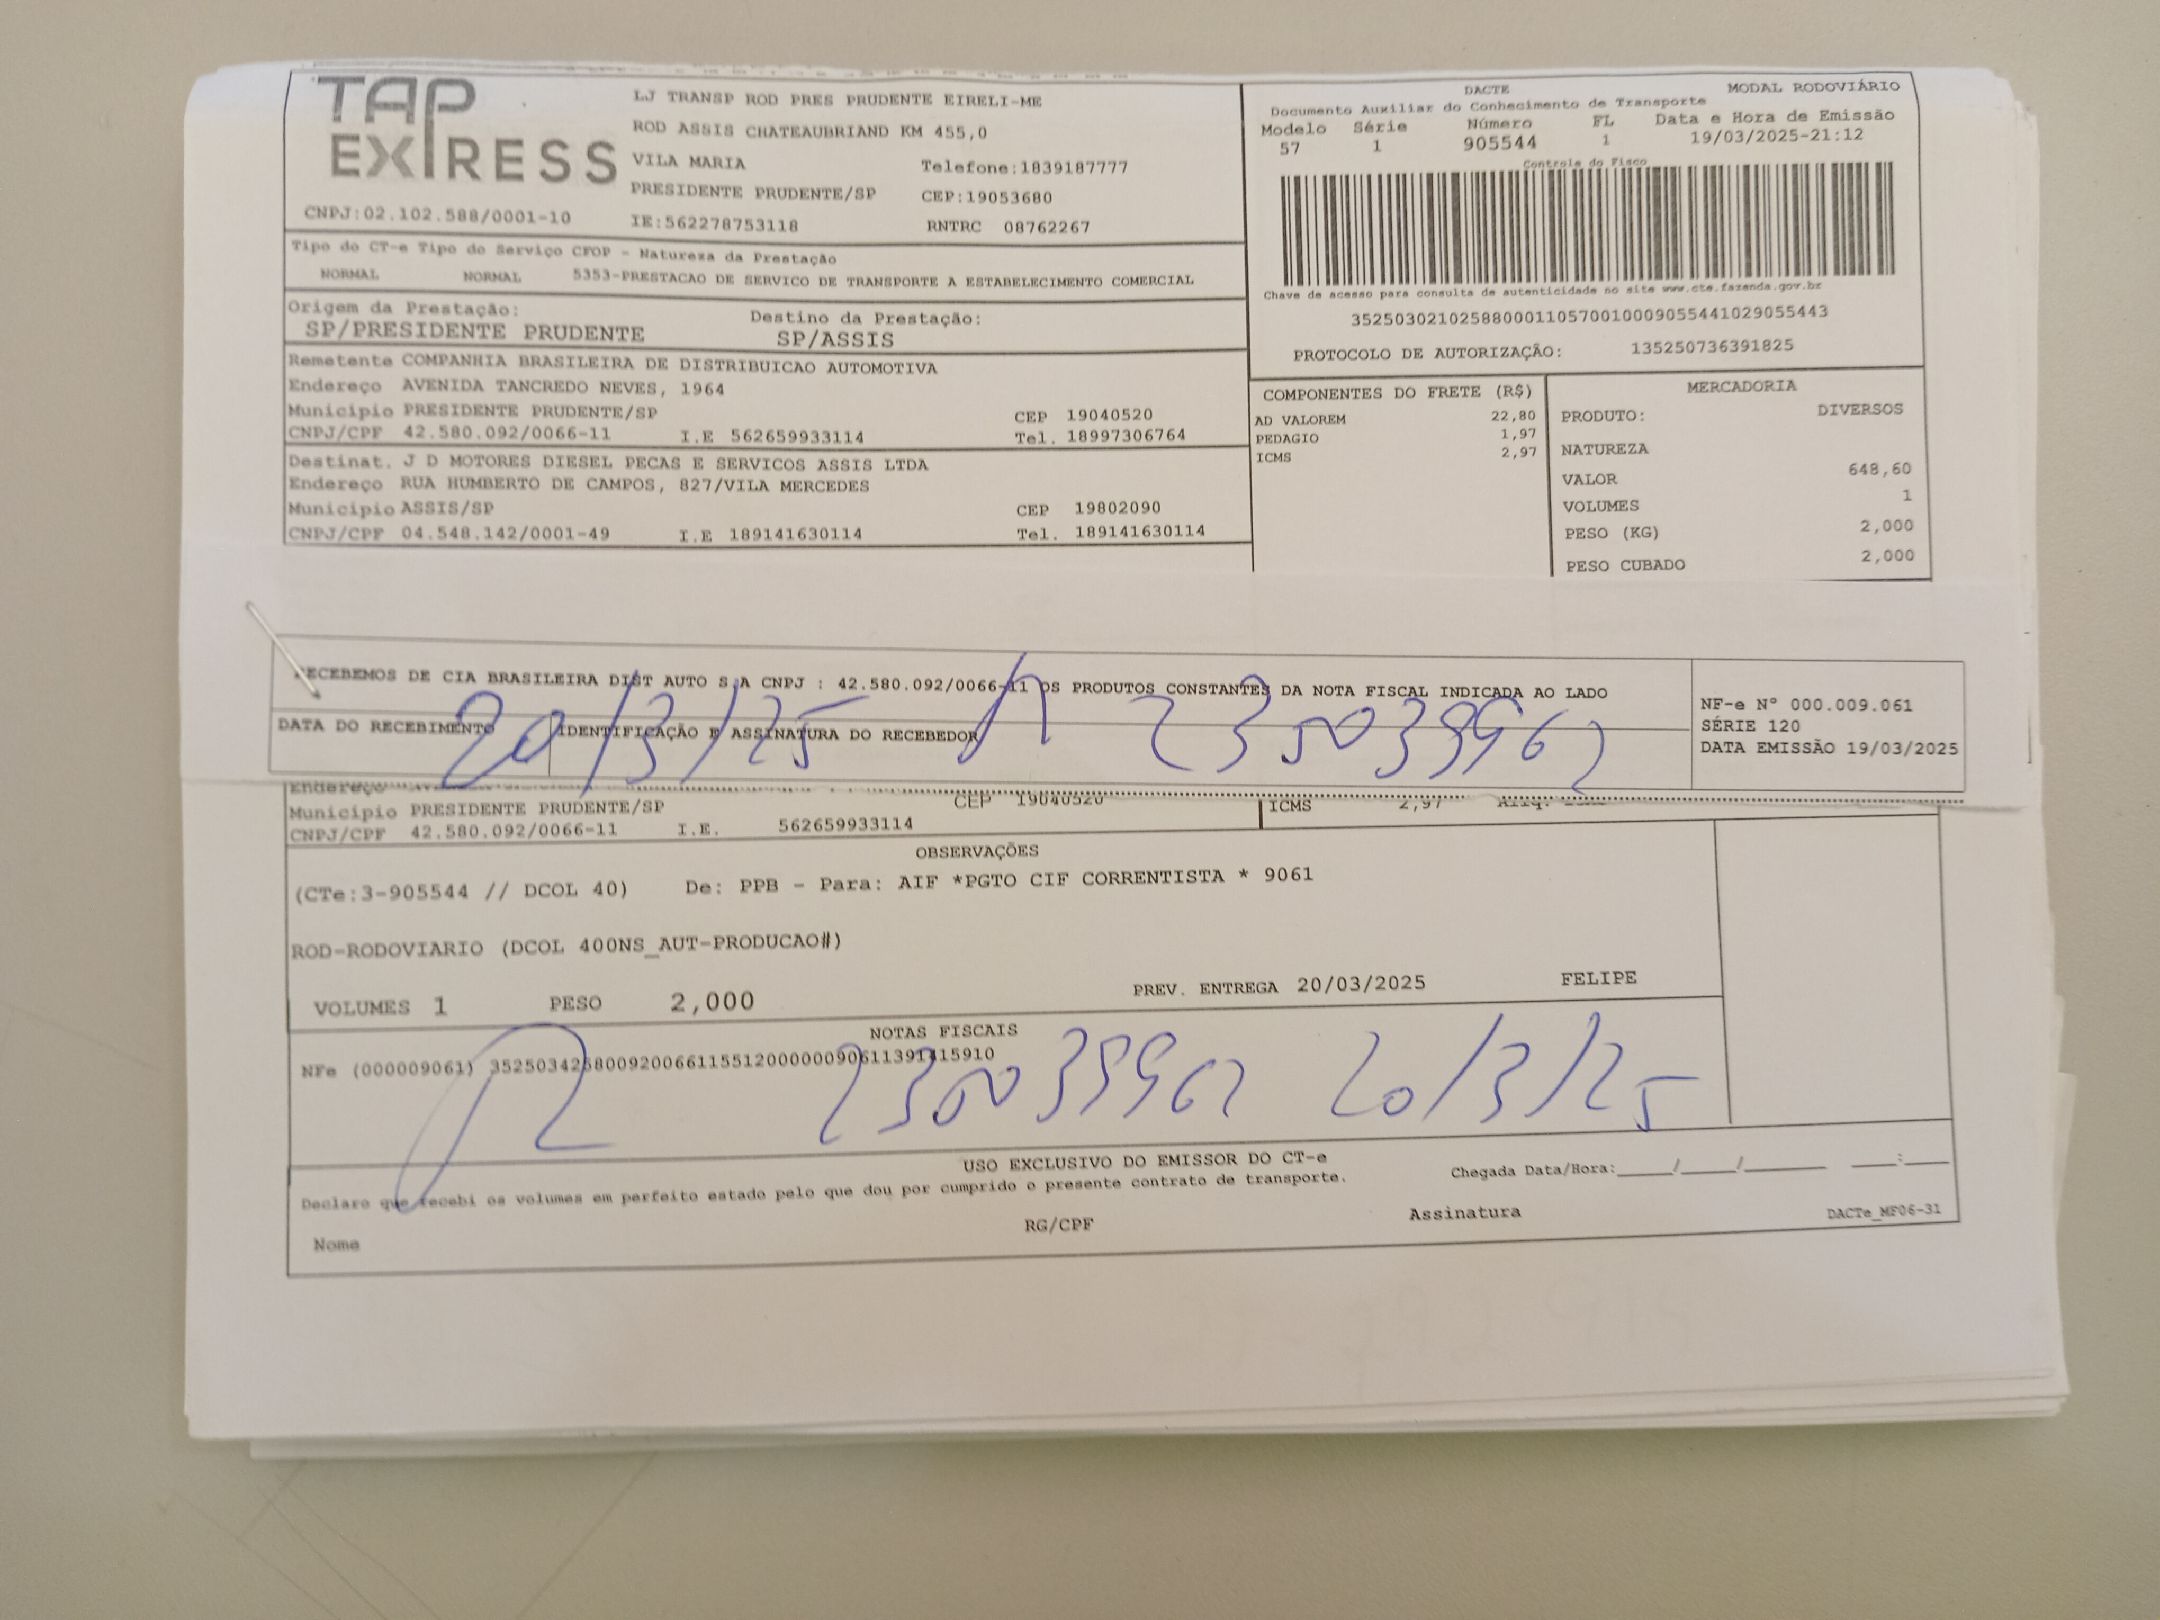 TAP EXPRESS
LJ TRANSP ROD PRES PRUDENTE EIRELI-ME
ROD ASSIS CHATEAUBRIAND KM 455,0
VILA MARIA Telefone:1839187777
PRESIDENTE PRUDENTE/SP CEP:19053680
CNPJ:02.102.588/0001-10 IE:562278753118 RNTRC 08762267
Tipo do CT-e Tipo do Serviço CFOP - Natureza da Prestação
NORMAL NORMAL 5353-PRESTACAO DE SERVICO DE TRANSPORTE A ESTABELECIMENTO COMERCIAL
Origem da Prestação: Destino da Prestação:
SP/PRESIDENTE PRUDENTE SP/ASSIS
Remetente COMPANHIA BRASILEIRA DE DISTRIBUICAO AUTOMOTIVA
Endereço AVENIDA TANCREDO NEVES, 1964
Municipio PRESIDENTE PRUDENTE/SP CEP 19040520
CNPJ/CPF 42.580.092/0066-11 I.E 562659933114 Tel. 18997306764
Destinat. J D MOTORES DIESEL PECAS E SERVICOS ASSIS LTDA
Endereço RUA HUMBERTO DE CAMPOS, 827/VILA MERCEDES
Municipio ASSIS/SP CEP 19802090
CNPJ/CPF 04.548.142/0001-49 I.E 189141630114 Tel. 189141630114
DACTE MODAL RODOVIÁRIO
Documento Auxiliar do Conhecimento de Transporte
Modelo Série Número FL Data e Hora de Emissão
57 1 905544 1 19/03/2025-21:12
Controle do Fisco
Chave de acesso para consulta de autenticidade no site www.cte.fazenda.gov.br
35250302102588000110570010009055441029055443
PROTOCOLO DE AUTORIZAÇÃO: 135250736391825
COMPONENTES DO FRETE (R$)
AD VALOREM 22,80
PEDAGIO 1,97
ICMS 2,97
MERCADORIA
PRODUTO: DIVERSOS
NATUREZA
VALOR 648,60
VOLUMES 1
PESO (KG) 2,000
PESO CUBADO 2,000
RECEBEMOS DE CIA BRASILEIRA DIST AUTO S.A CNPJ : 42.580.092/0066-11 OS PRODUTOS CONSTANTES DA NOTA FISCAL INDICADA AO LADO
DATA DO RECEBIMENTO IDENTIFICAÇÃO E ASSINATURA DO RECEBEDOR
20/3/25 235039962
NF-e Nº 000.009.061
SÉRIE 120
DATA EMISSÃO 19/03/2025
Endereço CEP 19040520 ICMS 2,97
Municipio PRESIDENTE PRUDENTE/SP
CNPJ/CPF 42.580.092/0066-11 I.E. 562659933114
OBSERVAÇÕES
(CTe:3-905544 // DCOL 40) De: PPB - Para: AIF *PGTO CIF CORRENTISTA * 9061
ROD-RODOVIARIO (DCOL 400NS_AUT-PRODUCAO#)
VOLUMES 1 PESO 2,000 PREV. ENTREGA 20/03/2025 FELIPE
NOTAS FISCAIS
NFe (000009061) 35250342580092006611551200000090611391415910
235039962 20/3/25
USO EXCLUSIVO DO EMISSOR DO CT-e
Declaro que recebi os volumes em perfeito estado pelo que dou por cumprido o presente contrato de transporte.
Chegada Data/Hora:_____/_____/_______ ____:____
Nome RG/CPF Assinatura DACTe_MF06-31